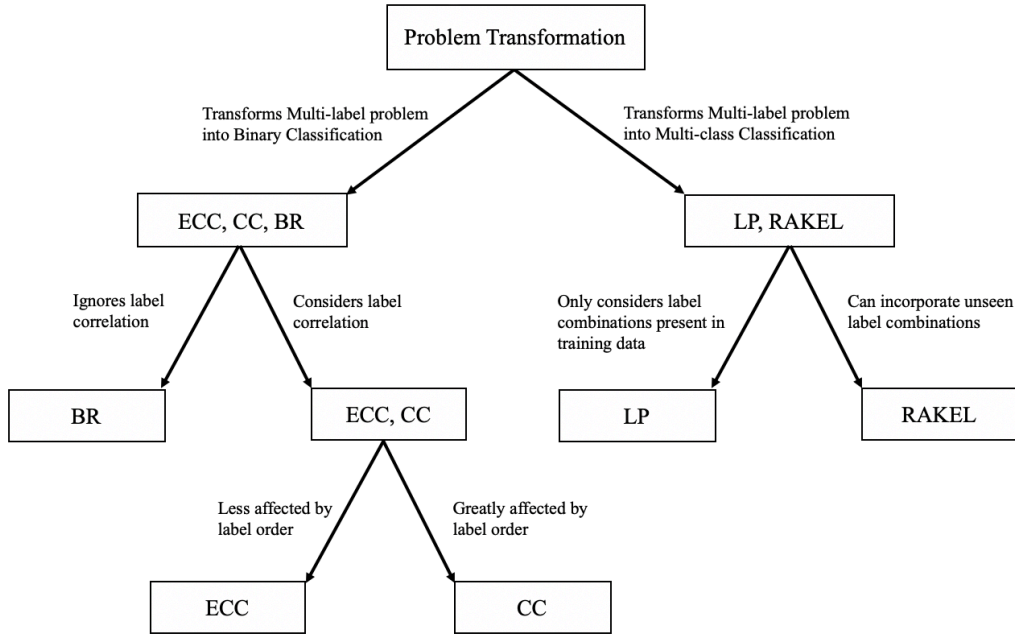 Problem Transformation
Transforms Multi-label problem
into Binary Classification
Transforms Multi-label problem
into Multi-class Classification
ECC, CC, BR
LP, RAKEL
Ignores label
correlation
Considers label
correlation
Only considers label
combinations present in
training data
Can incorporate unseen
label combinations
BR
ECC, CC
LP
RAKEL
Less affected by
label order
Greatly affected by
label order
ECC
CC